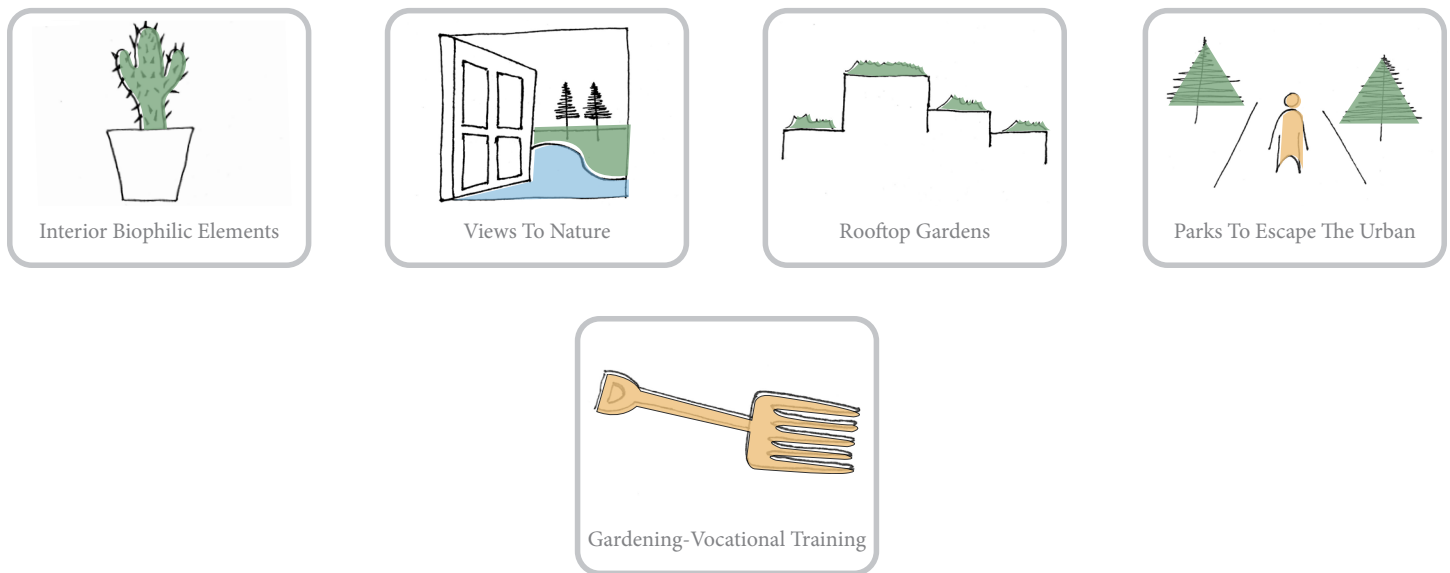 Interior Biophilic Elements
Views To Nature
Rooftop Gardens
Parks To Escape The Urban
Gardening-Vocational Training